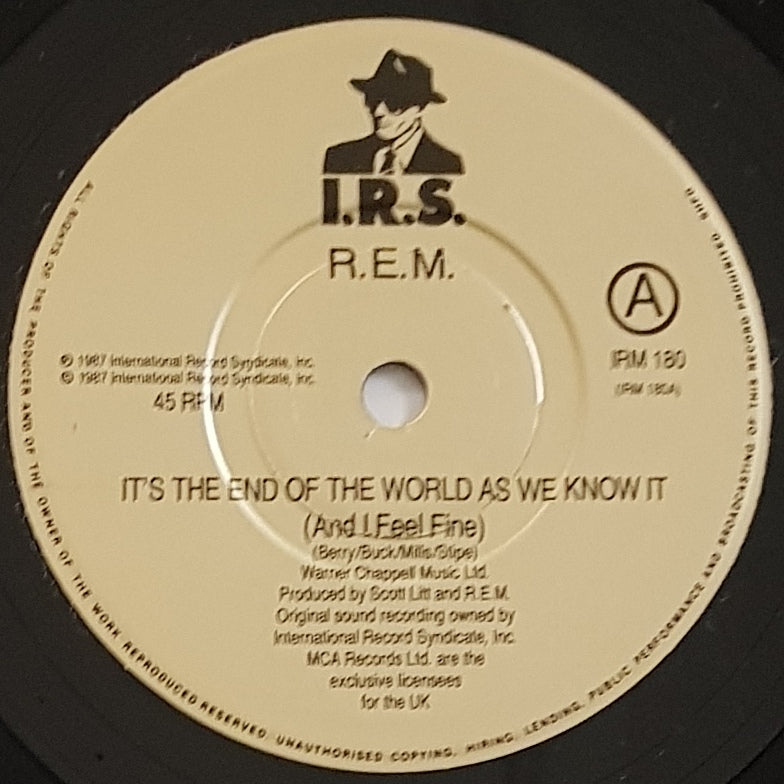 I.R.S.
R.E.M.
A
IRM 180
(IRM 180A)
℗ 1987 International Record Syndicate, Inc.
© 1987 International Record Syndicate, Inc.
45 RPM
IT'S THE END OF THE WORLD AS WE KNOW IT
(And I Feel Fine)
(Berry/Buck/Mills/Stipe)
Warner Chappell Music Ltd.
Produced by Scott Litt and R.E.M.
Original sound recording owned by
International Record Syndicate, Inc.
MCA Records Ltd. are the
exclusive licensees
for the UK
ALL RIGHTS OF THE PRODUCER AND OF THE OWNER OF THE WORK REPRODUCED RESERVED. UNAUTHORISED COPYING, HIRING, LENDING, PUBLIC PERFORMANCE AND BROADCASTING OF THIS RECORD PROHIBITED